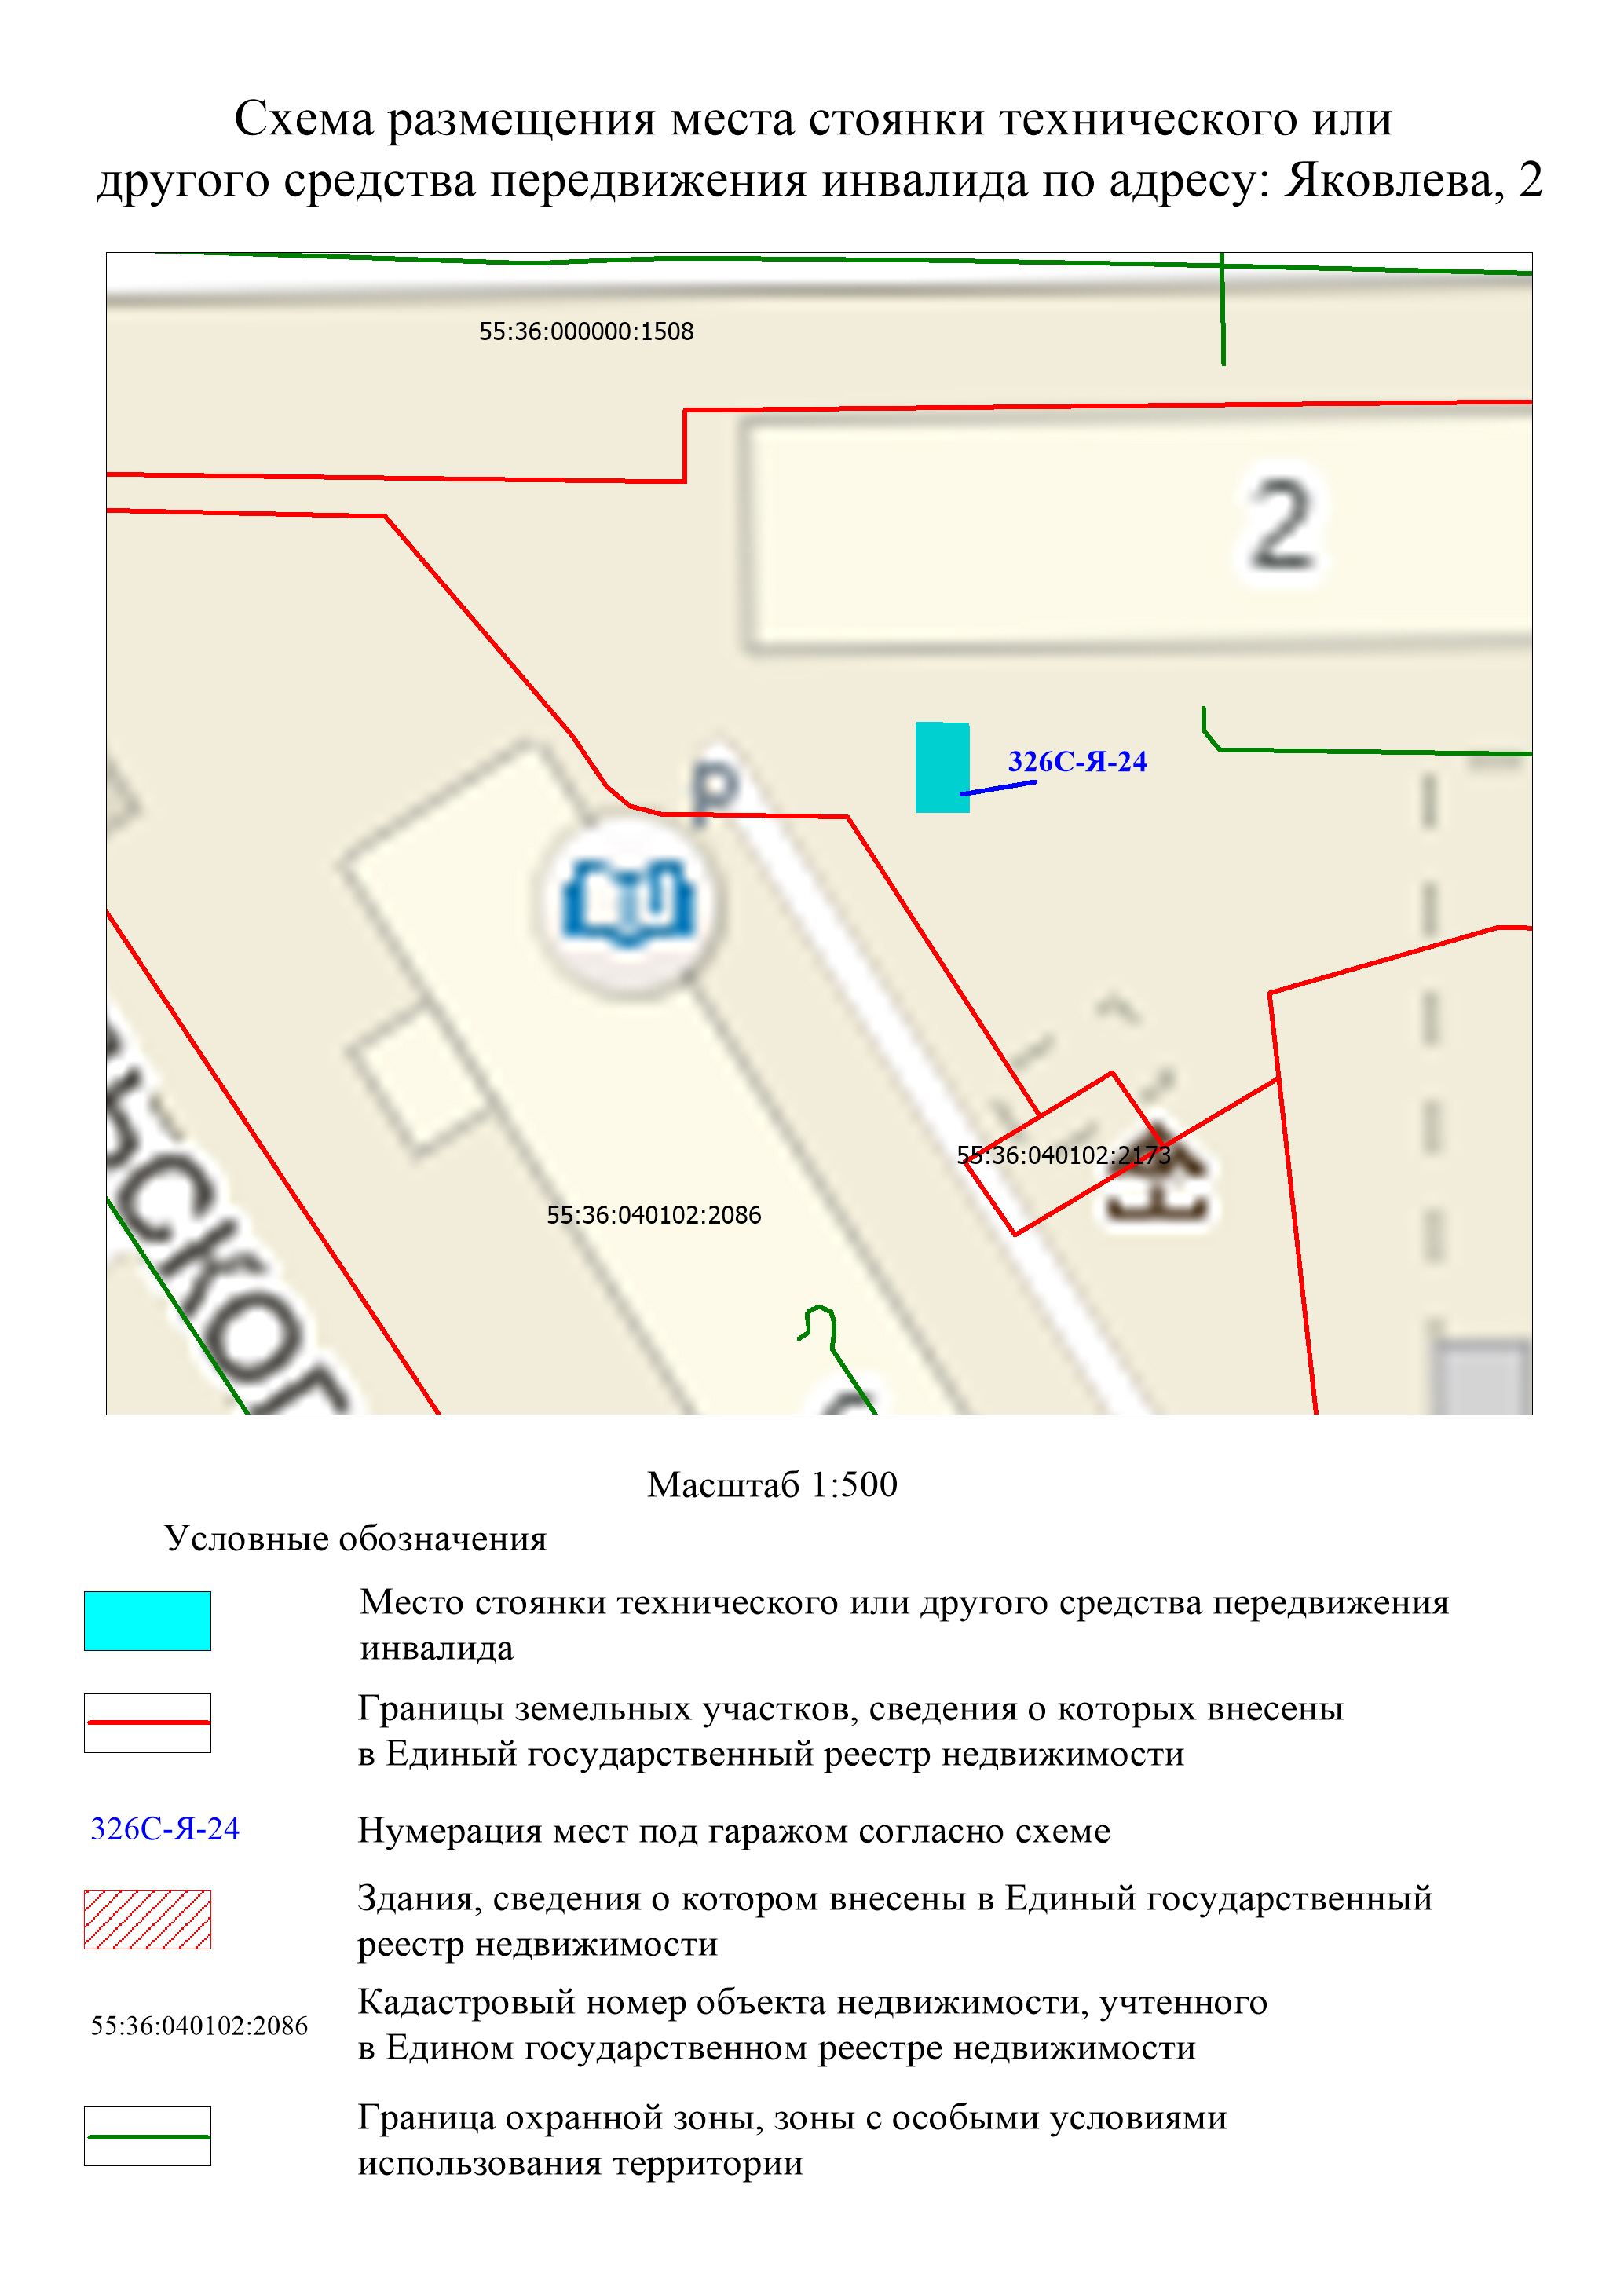 Схема размещения места стоянки технического или
другого средства передвижения инвалида по адресу: Яковлева, 2
55:36:000000:1508
2
326С-Я-24
P
55:36:040102:2173
55:36:040102:2086
ЬСКОГ
Масштаб 1:500
Условные обозначения
Место стоянки технического или другого средства передвижения
инвалида
Границы земельных участков, сведения о которых внесены
в Единый государственный реестр недвижимости
326С-Я-24
Нумерация мест под гаражом согласно схеме
Здания, сведения о котором внесены в Единый государственный
реестр недвижимости
55:36:040102:2086
Кадастровый номер объекта недвижимости, учтенного
в Едином государственном реестре недвижимости
Граница охранной зоны, зоны с особыми условиями
использования территории